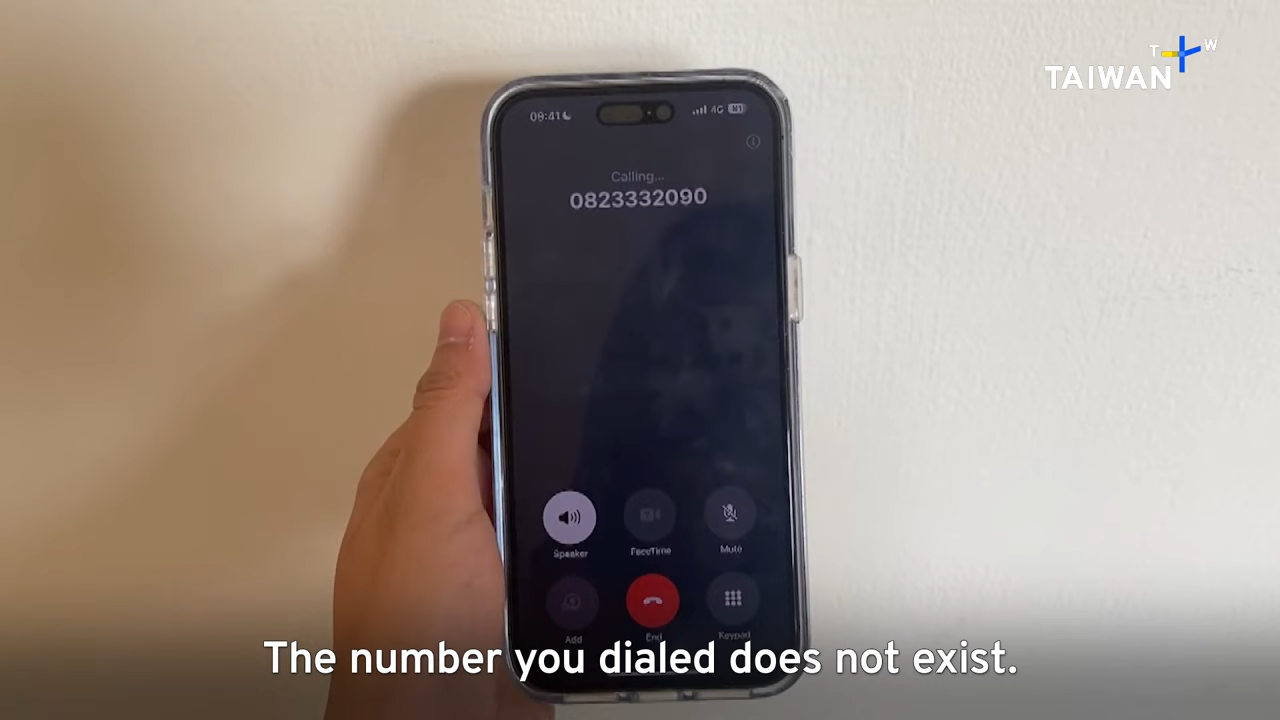 T W
TAIWAN
09:41
4G
Calling...
0823332090
Speaker
FaceTime
Mute
Add
End
Keypad
The number you dialed does not exist.